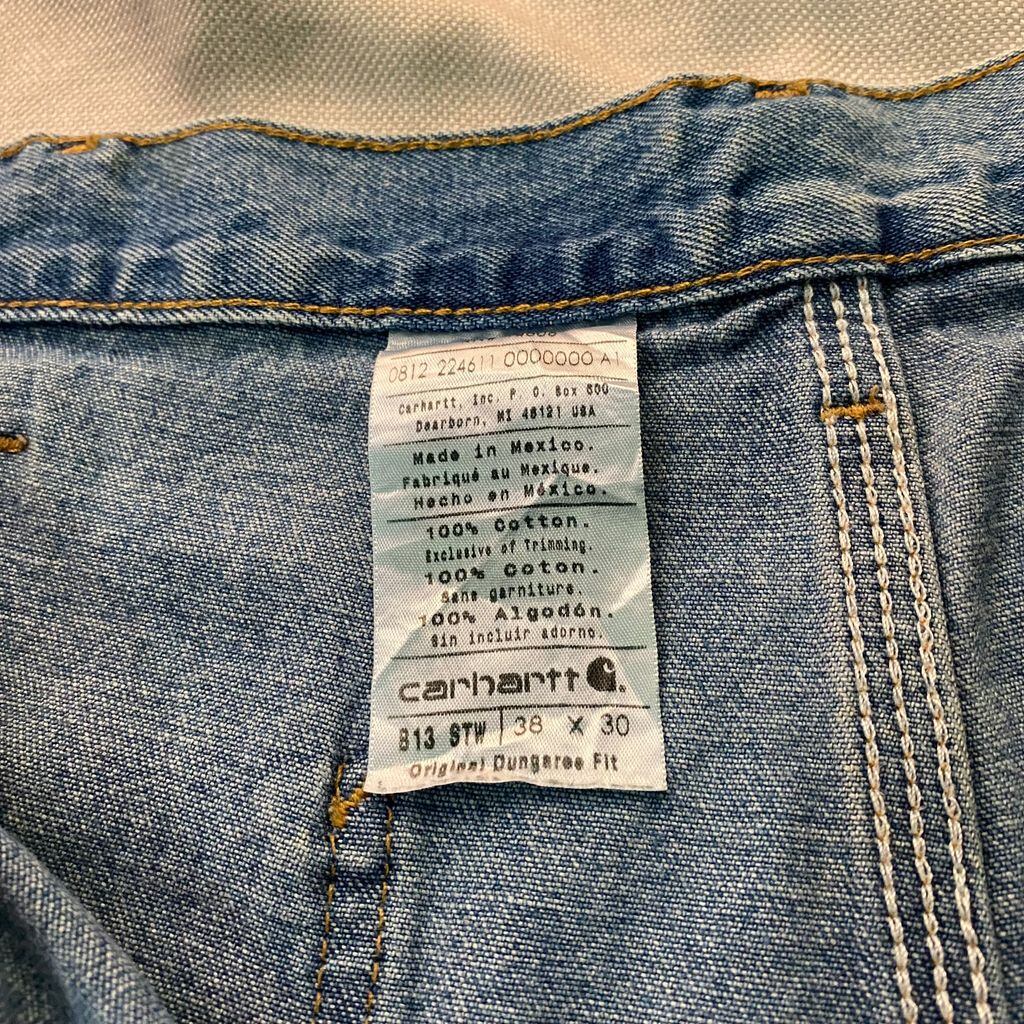 0812 224611 0000000 A1
Carhartt, Inc. P. O. Box 600
Dearborn, MI 48121 USA
Made in Mexico.
Fabriqué au Mexique.
Hecho en México.
100% Cotton.
Exclusive of Trimming.
100% Coton.
Sans garniture.
100% Algodón.
Sin incluir adorno.
carhartt
B13 STW 38 X 30
Original Dungaree Fit